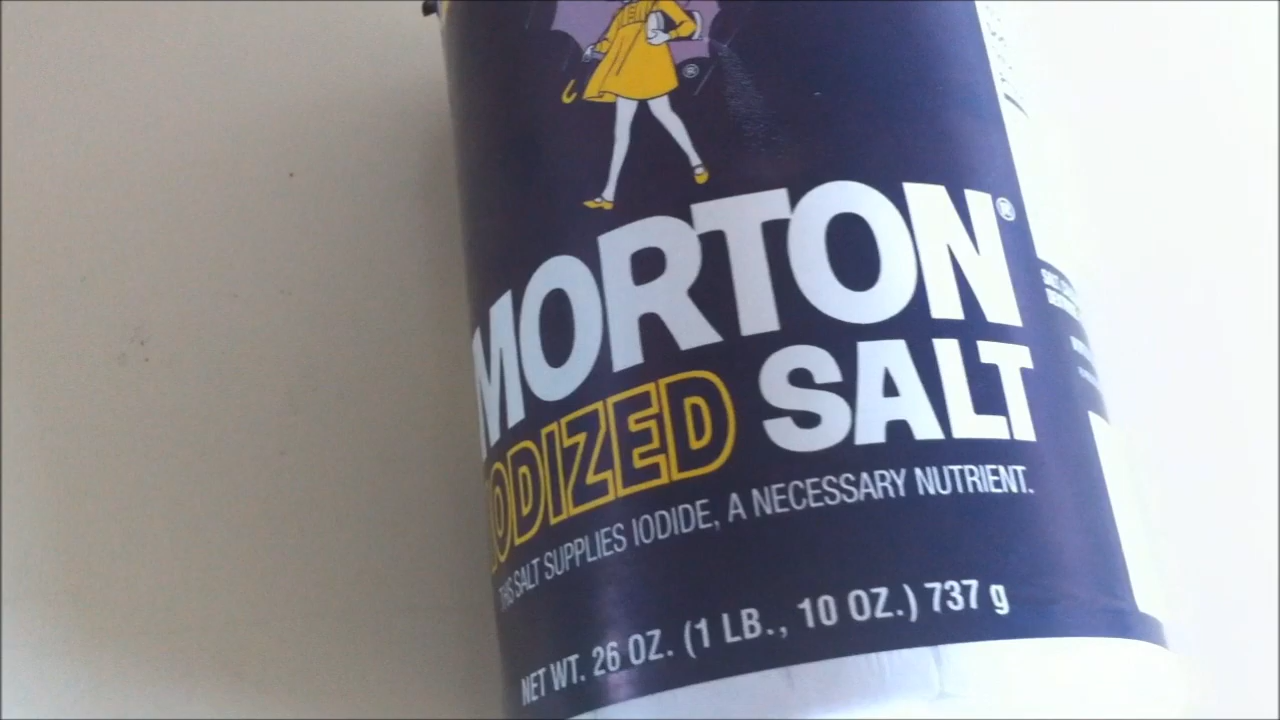 MORTON®
IODIZED SALT
THIS SALT SUPPLIES IODIDE, A NECESSARY NUTRIENT.
NET WT. 26 OZ. (1 LB., 10 OZ.) 737 g